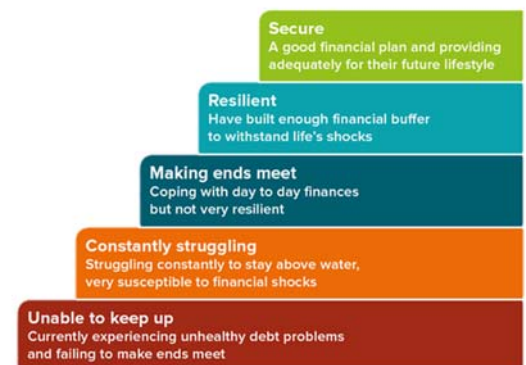 Secure
A good financial plan and providing
adequately for their future lifestyle
Resilient
Have built enough financial buffer
to withstand life's shocks
Making ends meet
Coping with day to day finances
but not very resilient
Constantly struggling
Struggling constantly to stay above water,
very susceptible to financial shocks
Unable to keep up
Currently experiencing unhealthy debt problems
and failing to make ends meet